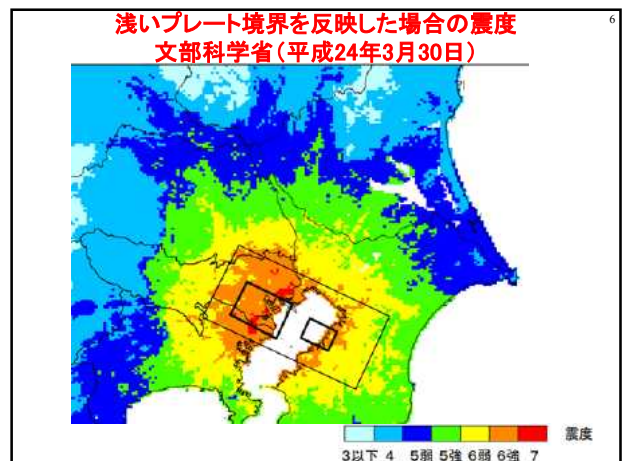 浅いプレート境界を反映した場合の震度
6
文部科学省(平成24年3月30日)
震度
3以下 4 5弱 5強 6弱 6強 7